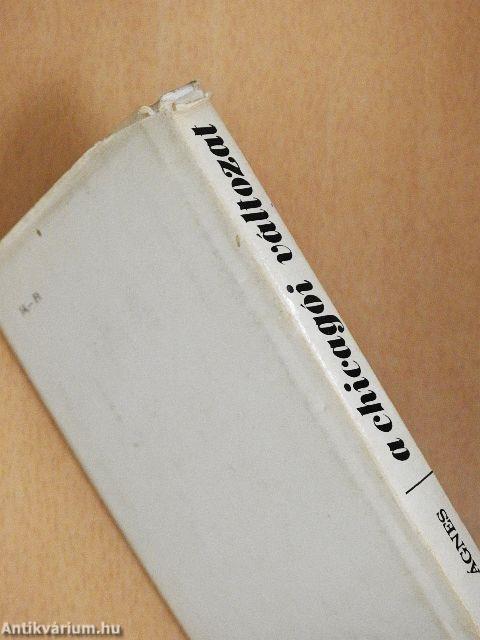 ÁGNES
a chicagói változat
K-R
Antikvárium.hu